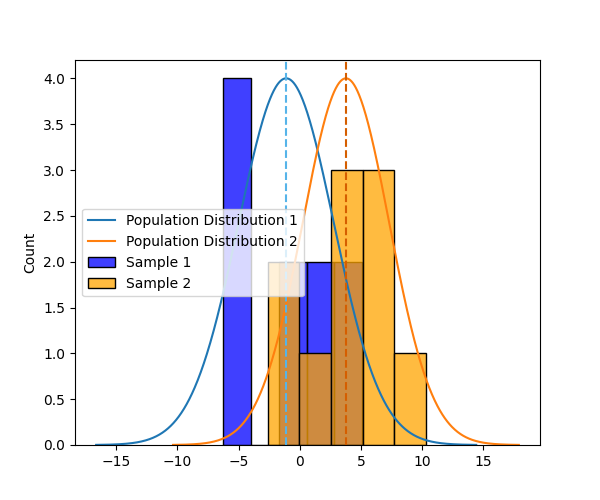 4.0
3.5
3.0
2.5
2.0
1.5
1.0
0.5
0.0
Count
Population Distribution 1
Population Distribution 2
Sample 1
Sample 2
−15 −10 −5 0 5 10 15